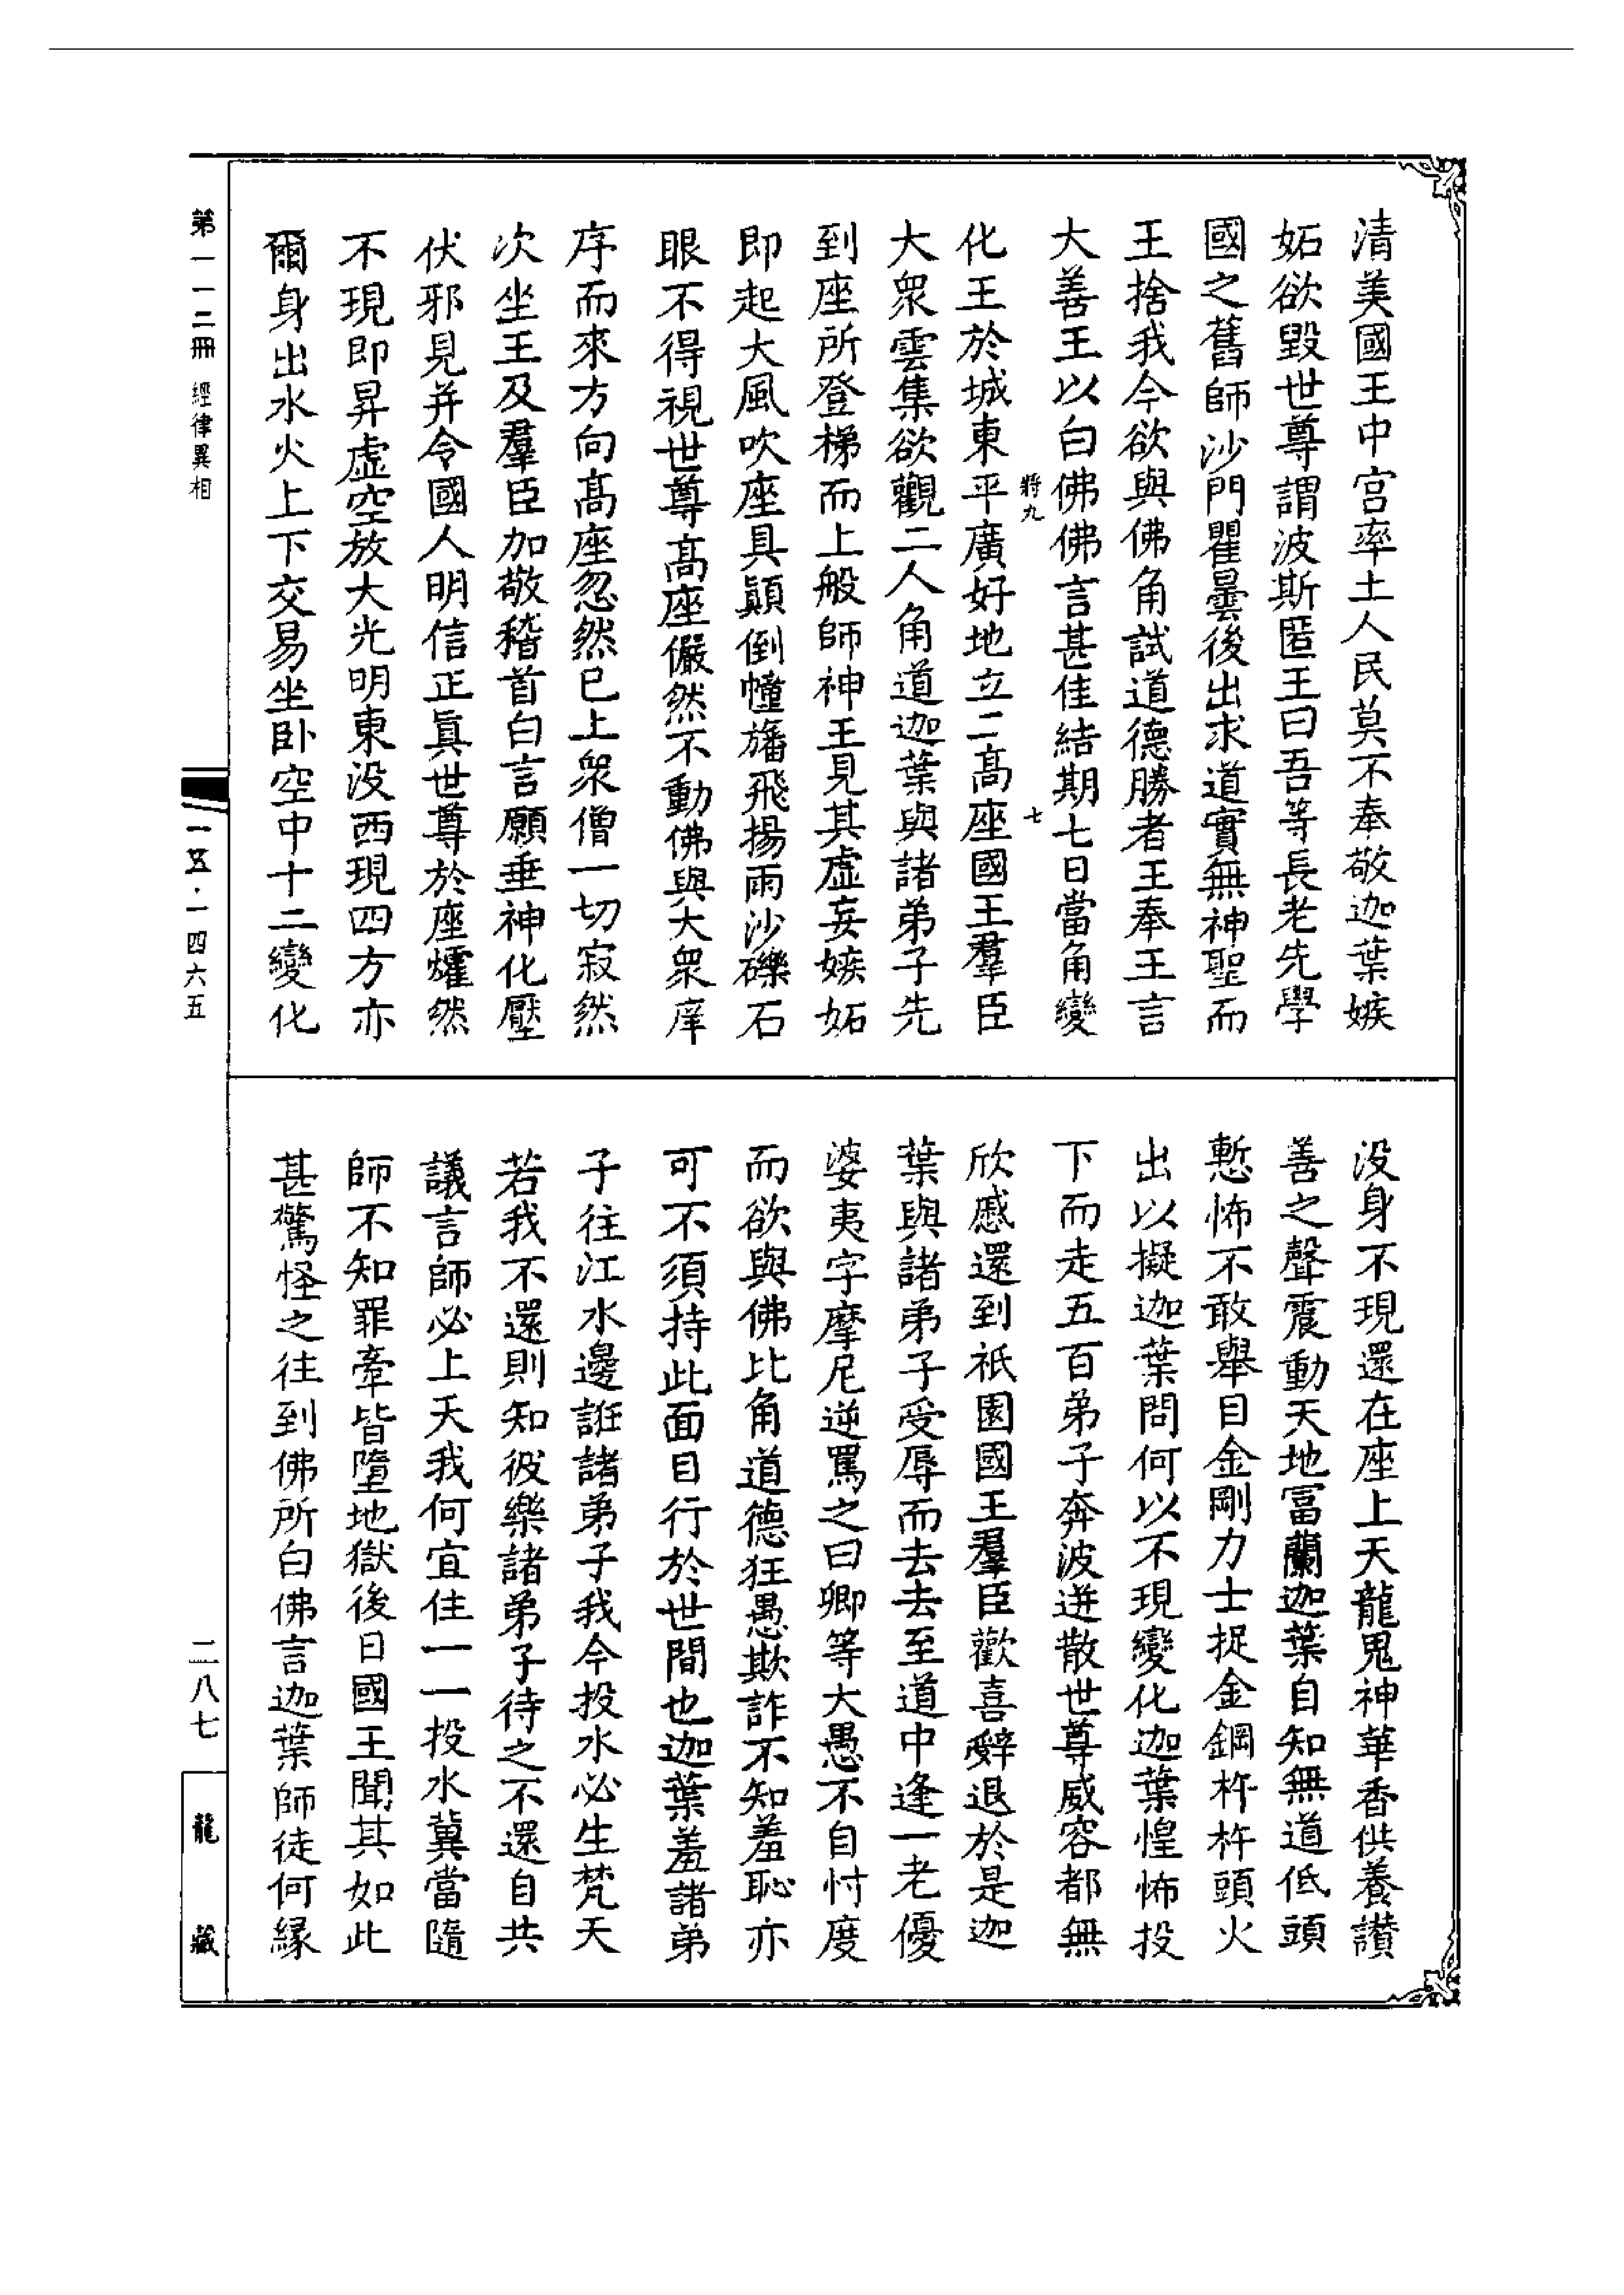 清美國王中宫率土人民莫不奉敬迦葉嫉
妬欲毀世尊謂波斯匿王曰吾等長老先學
國之舊師沙門瞿曇後出求道實無神聖而
王捨我今欲與佛角試道德勝者王奉王言
大善王以白佛佛言甚佳結期七日當角變
將九
七
化王於城東平廣好地立二髙座國王羣臣
大衆雲集欲觀二人角道迦葉與諸弟子先
到座所登梯而上般師神王見其虛妄嫉妬
即起大風吹座具顛倒幢旛飛揚雨沙礫石
眼不得視世尊髙座儼然不動佛與大衆庠
序而來方向髙座忽然已上衆僧一切寂然
次坐王及羣臣加敬稽首白言願垂神化壓
伏邪見并令國人明信正眞世尊於座㸌然
不現即昇虛空放大光明東没西現四方亦
爾身出水火上下交易坐卧空中十二變化
没身不現還在座上天龍鬼神華香供養讃
善之聲震動天地富蘭迦葉自知無道低頭
慙怖不敢舉目金剛力士捉金鋼杵杵頭火
出以擬迦葉問何以不現變化迦葉惶怖投
下而走五百弟子奔波迸散世尊威容都無
欣慼還到祇園國王羣臣歡喜辭退於是迦
葉與諸弟子受辱而去去至道中逢一老優
婆夷字摩尼逆罵之曰卿等大愚不自忖度
而欲與佛比角道德狂愚欺詐不知羞恥亦
可不須持此面目行於世間也迦葉羞諸弟
子往江水邊誑諸弟子我今投水必生梵天
若我不還則知彼樂諸弟子待之不還自共
議言師必上天我何宜住一一投水冀當隨
師不知罪牽皆墮地獄後日國王聞其如此
甚驚怪之往到佛所白佛言迦葉師徒何縁
第一一二冊 經律異相
一五·一四六五
二八七
龍藏